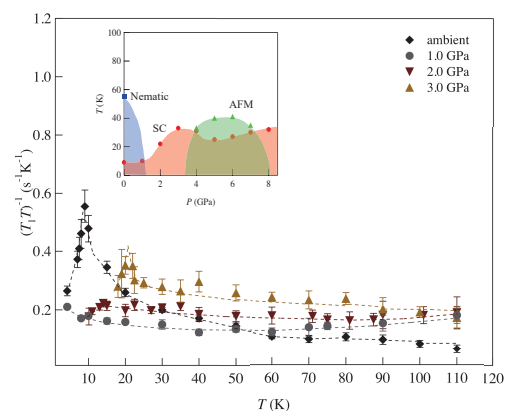 1.2
1.0
0.8
0.6
0.4
0.2
(T₁T)⁻¹ (s⁻¹K⁻¹)
10 20 30 40 50 60 70 80 90 100 110 120
T (K)
ambient
1.0 GPa
2.0 GPa
3.0 GPa
100
80
60
40
20
0
T (K)
Nematic
SC
AFM
0 2 4 6 8
P (GPa)